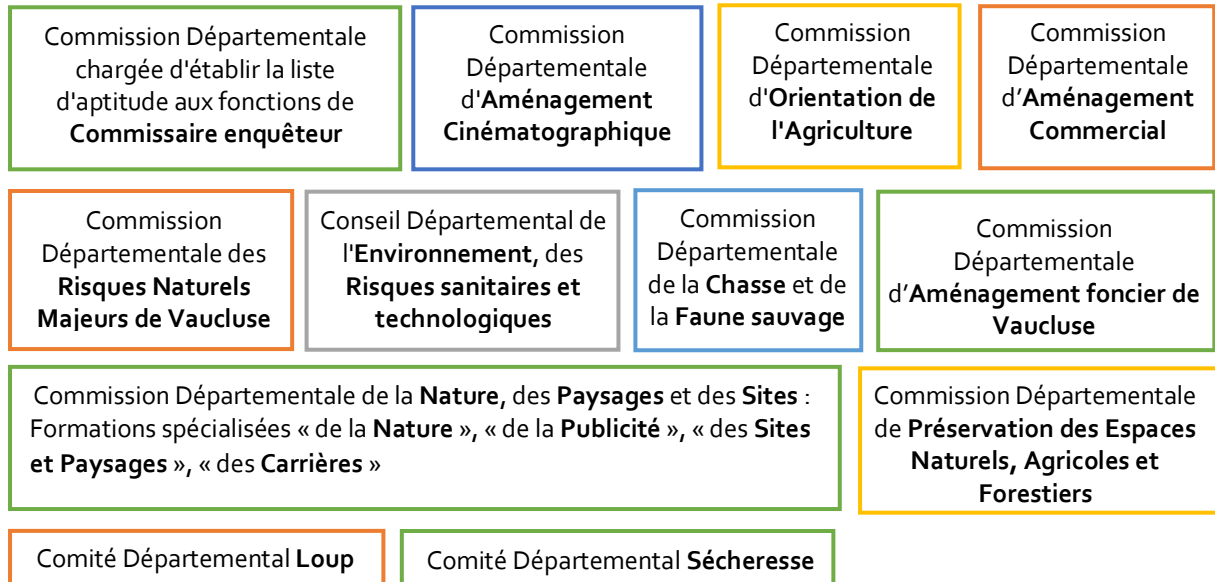 Commission Départementale
chargée d'établir la liste
d'aptitude aux fonctions de
Commissaire enquêteur
Commission
Départementale
d'Aménagement
Cinématographique
Commission
Départementale
d'Orientation de
l'Agriculture
Commission
Départementale
d’Aménagement
Commercial
Commission
Départementale des
Risques Naturels
Majeurs de Vaucluse
Conseil Départemental de
l'Environnement, des
Risques sanitaires et
technologiques
Commission
Départementale
de la Chasse et de
la Faune sauvage
Commission
Départementale
d’Aménagement foncier de
Vaucluse
Commission Départementale de la Nature, des Paysages et des Sites :
Formations spécialisées « de la Nature », « de la Publicité », « des Sites
et Paysages », « des Carrières »
Commission Départementale
de Préservation des Espaces
Naturels, Agricoles et
Forestiers
Comité Départemental Loup
Comité Départemental Sécheresse